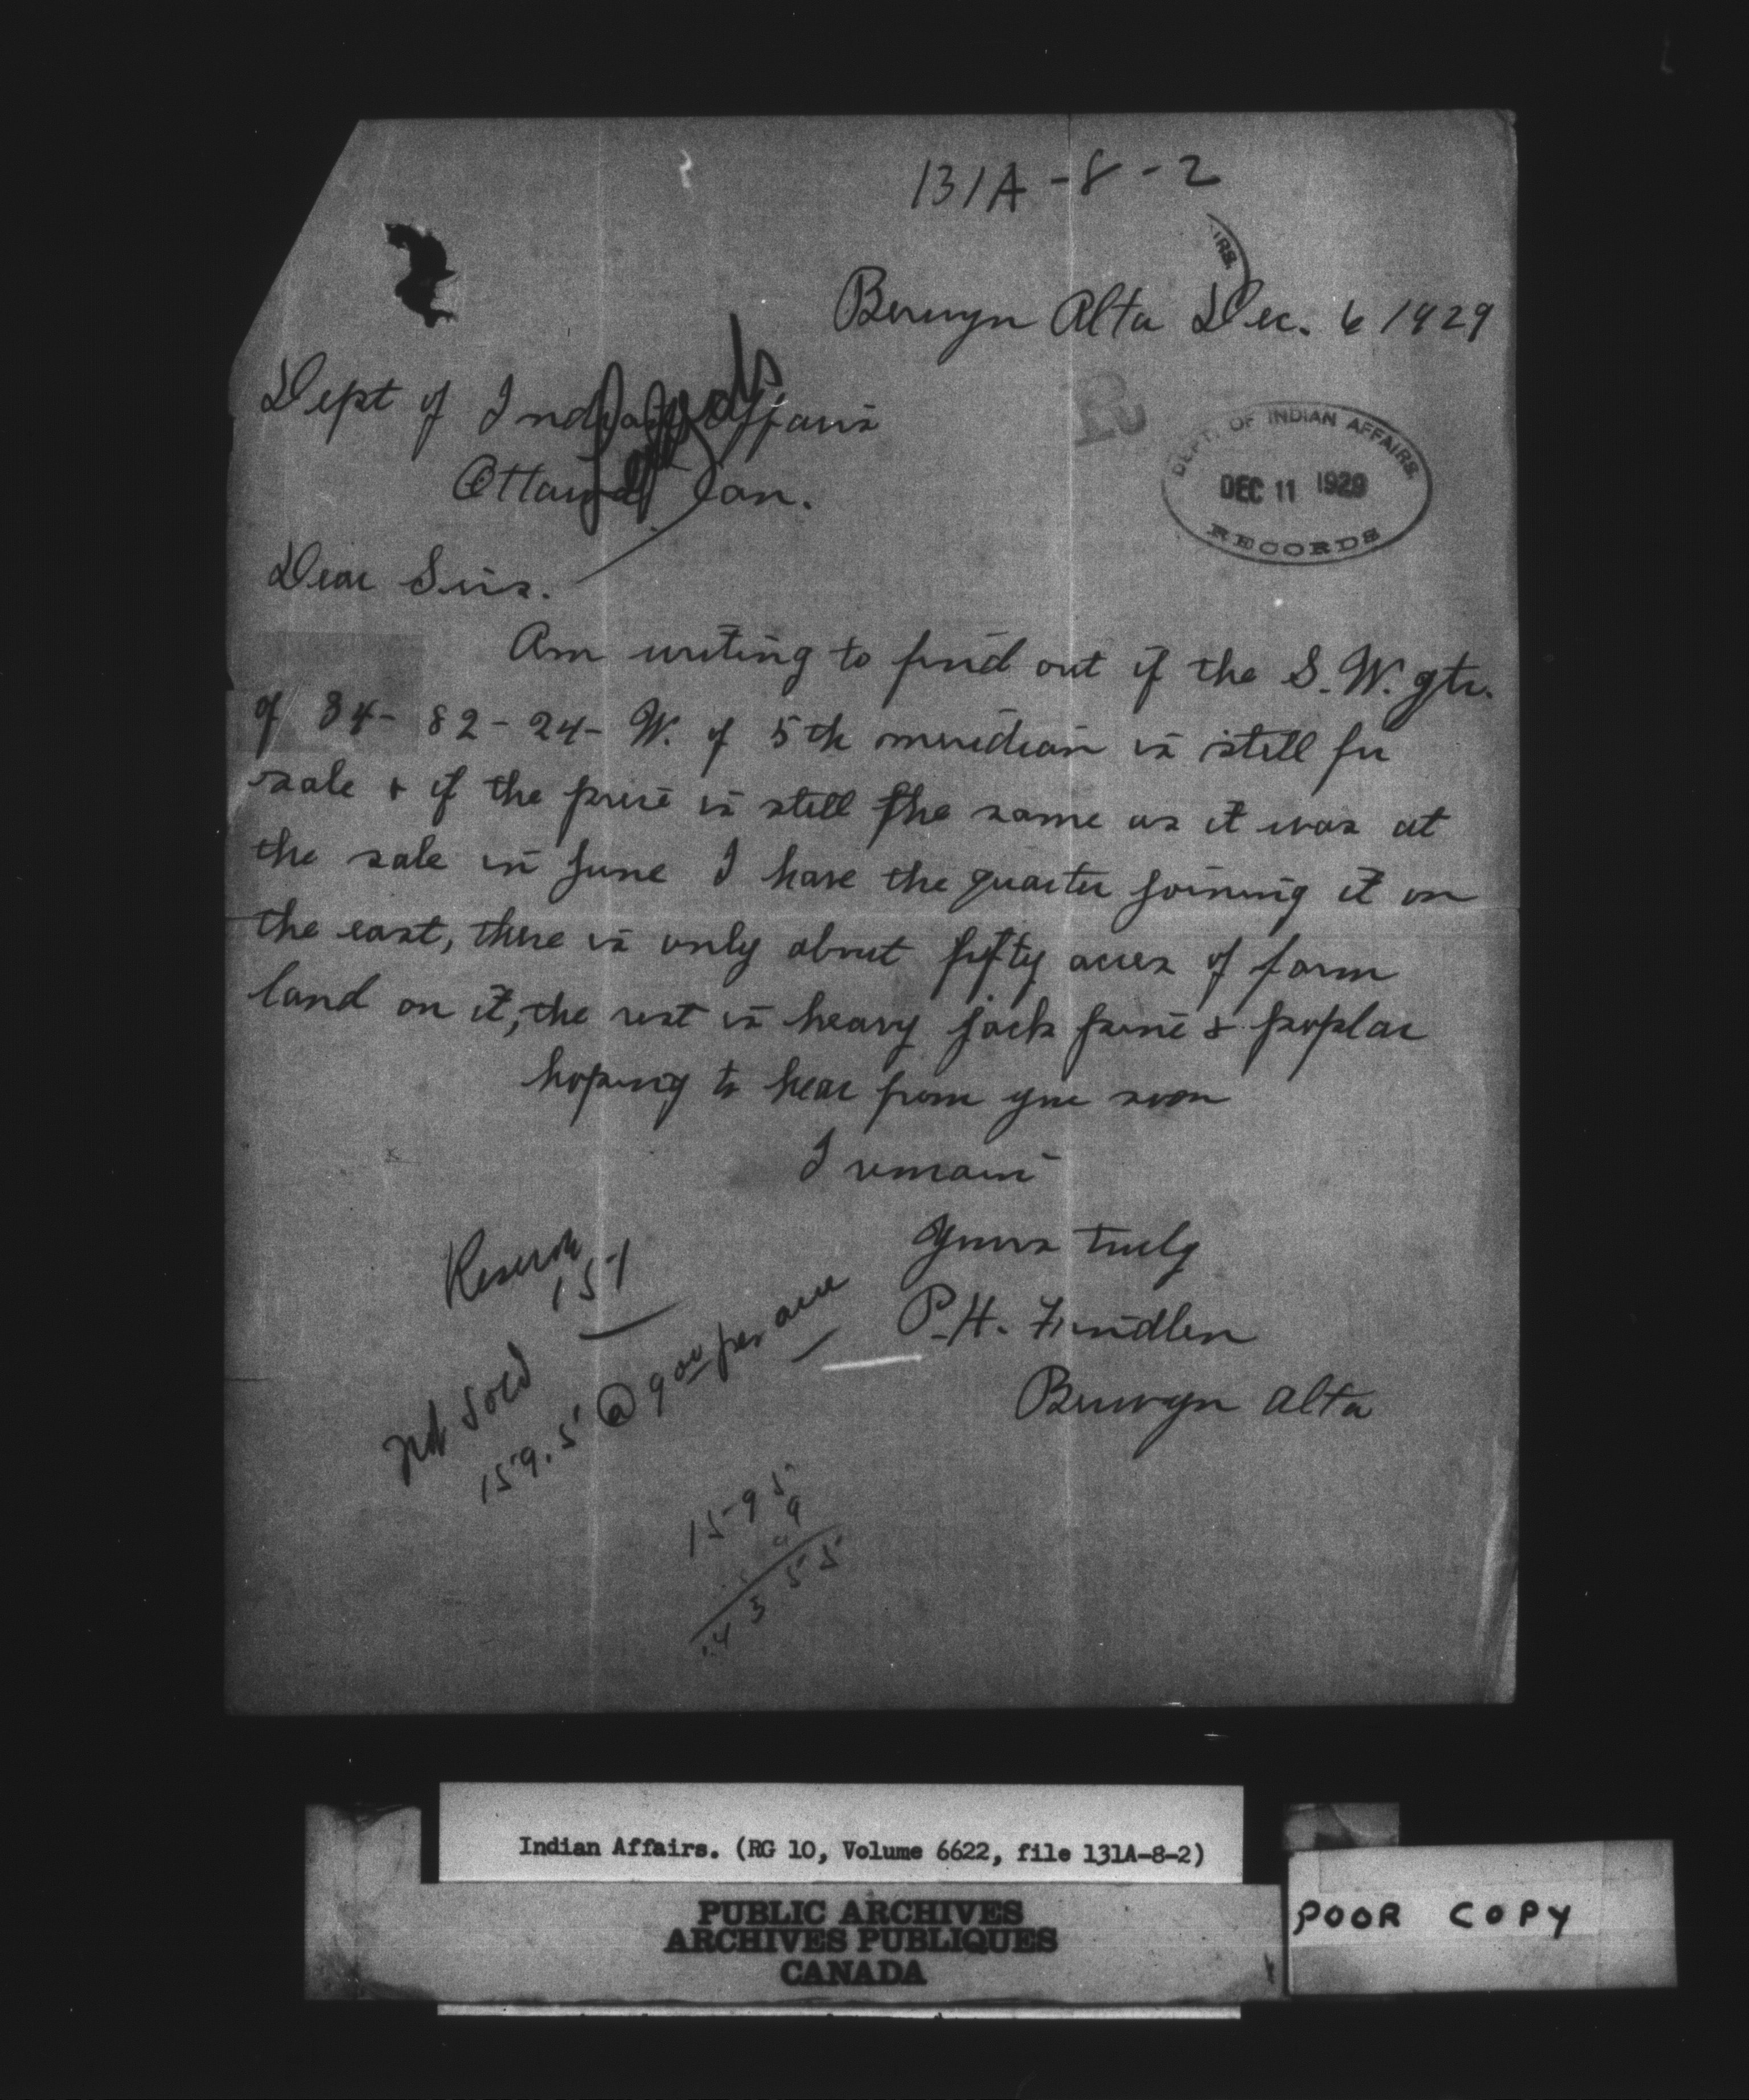 131A-8-2
IRS.
Berwyn Alta Dec. 6 1929
Dept of Indian Affairs
Ottawa Can.
DEPT. OF INDIAN AFFAIRS.
DEC 11 1929
RECORDS
Dear Sirs.
Am writing to find out if the S.W. qtr.
of 34-82-24-W. of 5th meridian is still for
sale & if the price is still the same as it was at
the sale in June I have the quarter joining it on
the east, there is only about fifty acres of farm
land on it, the rest is heavy jack pine & poplar
hoping to hear from you soon
I remain
Yours truly
P.H. Findlen
Berwyn Alta
Reserve
151
not sold
159.5 @ 9 00 per acre
1595
9
14355
Indian Affairs. (RG 10, Volume 6622, file 131A-8-2)
PUBLIC ARCHIVES
ARCHIVES PUBLIQUES
CANADA
POOR COPY